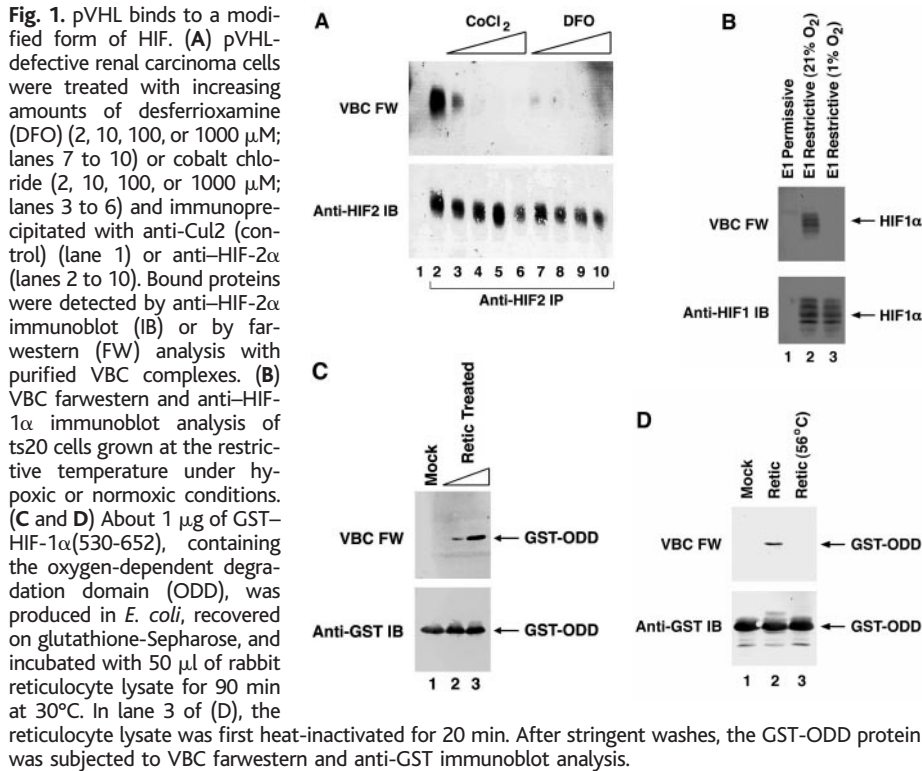 Fig. 1. pVHL binds to a modi-
fied form of HIF. (A) pVHL-
defective renal carcinoma cells
were treated with increasing
amounts of desferrioxamine
(DFO) (2, 10, 100, or 1000 μM;
lanes 7 to 10) or cobalt chlo-
ride (2, 10, 100, or 1000 μM;
lanes 3 to 6) and immunopre-
cipitated with anti-Cul2 (con-
trol) (lane 1) or anti–HIF-2α
(lanes 2 to 10). Bound proteins
were detected by anti–HIF-2α
immunoblot (IB) or by far-
western (FW) analysis with
purified VBC complexes. (B)
VBC farwestern and anti–HIF-
1α immunoblot analysis of
ts20 cells grown at the restric-
tive temperature under hy-
poxic or normoxic conditions.
(C and D) About 1 μg of GST–
HIF-1α(530-652), containing
the oxygen-dependent degra-
dation domain (ODD), was
produced in E. coli, recovered
on glutathione-Sepharose, and
incubated with 50 μl of rabbit
reticulocyte lysate for 90 min
at 30°C. In lane 3 of (D), the
reticulocyte lysate was first heat-inactivated for 20 min. After stringent washes, the GST-ODD protein
was subjected to VBC farwestern and anti-GST immunoblot analysis.
A
CoCl2 DFO
VBC FW
Anti-HIF2 IB
1 2 3 4 5 6 7 8 9 10
Anti-HIF2 IP
B
E1 Permissive
E1 Restrictive (21% O2)
E1 Restrictive (1% O2)
VBC FW HIF1α
Anti-HIF1 IB HIF1α
1 2 3
C
Mock
Retic Treated
VBC FW GST-ODD
Anti-GST IB GST-ODD
1 2 3
D
Mock
Retic
Retic (56°C)
VBC FW GST-ODD
Anti-GST IB GST-ODD
1 2 3